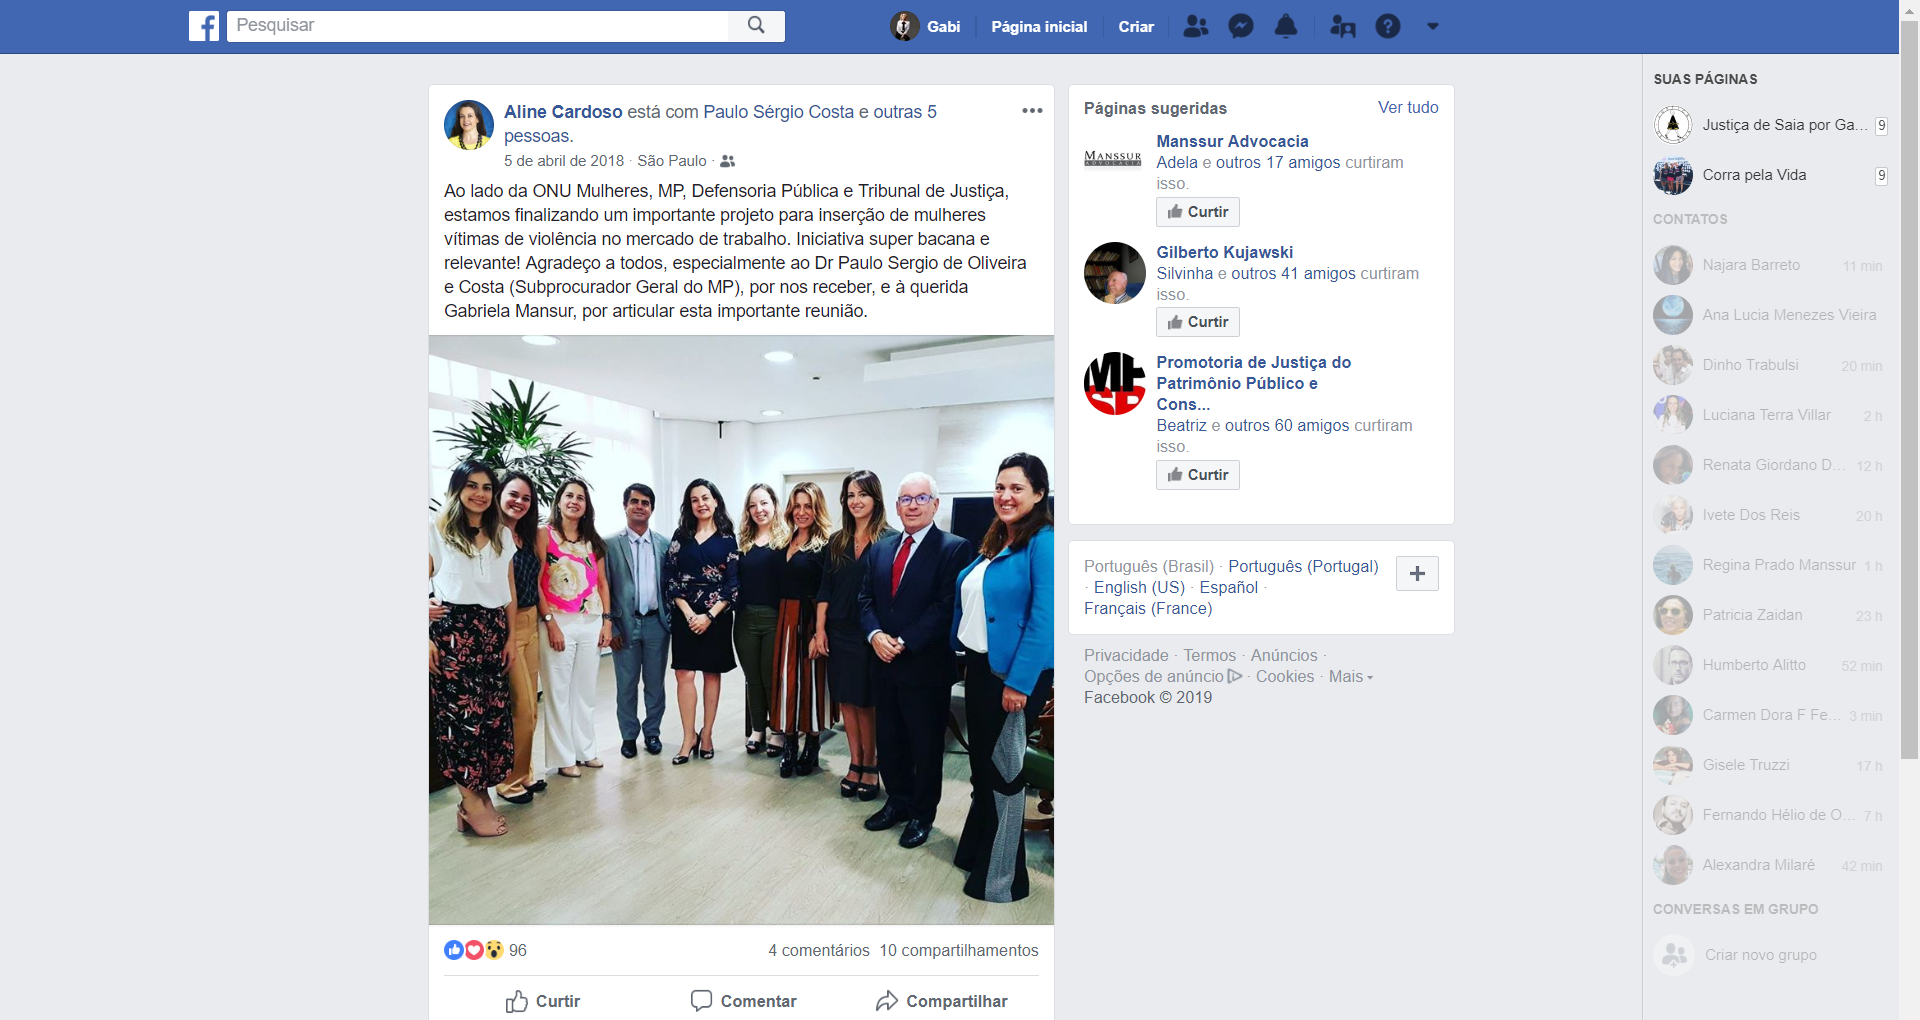 Pesquisar
Gabi
Página inicial
Criar
Aline Cardoso está com Paulo Sérgio Costa e outras 5
pessoas.
5 de abril de 2018 · São Paulo ·
Ao lado da ONU Mulheres, MP, Defensoria Pública e Tribunal de Justiça,
estamos finalizando um importante projeto para inserção de mulheres
vítimas de violência no mercado de trabalho. Iniciativa super bacana e
relevante! Agradeço a todos, especialmente ao Dr Paulo Sergio de Oliveira
e Costa (Subprocurador Geral do MP), por nos receber, e à querida
Gabriela Mansur, por articular esta importante reunião.
96
4 comentários 10 compartilhamentos
Curtir
Comentar
Compartilhar
Páginas sugeridas
Ver tudo
MANSSUR
ADVOCACIA
Manssur Advocacia
Adela e outros 17 amigos curtiram
isso.
Curtir
Gilberto Kujawski
Silvinha e outros 41 amigos curtiram
isso.
Curtir
MP
SP
Promotoria de Justiça do
Patrimônio Público e
Cons...
Beatriz e outros 60 amigos curtiram
isso.
Curtir
Português (Brasil) · Português (Portugal)
· English (US) · Español ·
Français (France)
Privacidade · Termos · Anúncios ·
Opções de anúncio · Cookies · Mais
Facebook © 2019
SUAS PÁGINAS
Justiça de Saia por Ga... 9
Corra pela Vida 9
CONTATOS
Najara Barreto 11 min
Ana Lucia Menezes Vieira
Dinho Trabulsi 20 min
Luciana Terra Villar 2 h
Renata Giordano D... 12 h
Ivete Dos Reis 20 h
Regina Prado Manssur 1 h
Patricia Zaidan 23 h
Humberto Alitto 52 min
Carmen Dora F Fe... 3 min
Gisele Truzzi 17 h
Fernando Hélio de O... 7 h
Alexandra Milaré 42 min
CONVERSAS EM GRUPO
Criar novo grupo